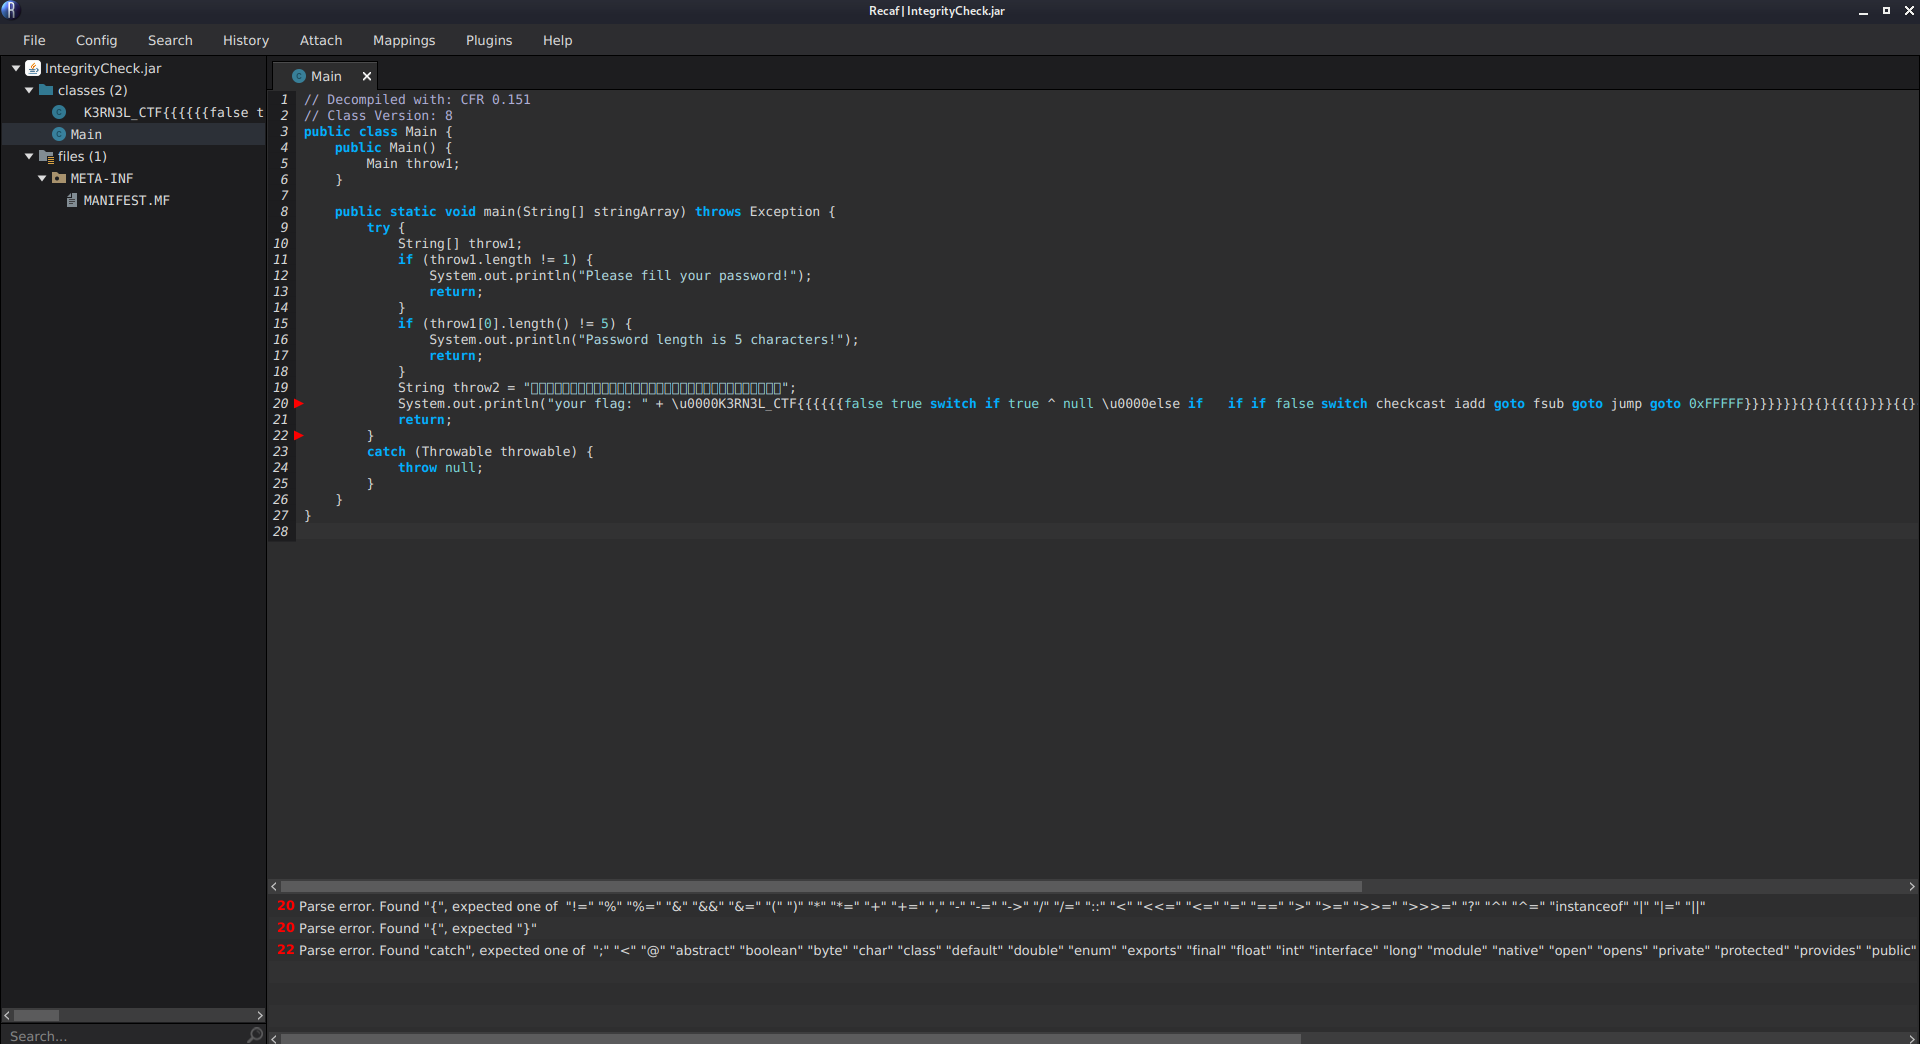 Recaf | IntegrityCheck.jar
File Config Search History Attach Mappings Plugins Help
IntegrityCheck.jar
classes (2)
K3RN3L_CTF{{{{{{false t
Main
files (1)
META-INF
MANIFEST.MF
Search...
Main
1 // Decompiled with: CFR 0.151
2 // Class Version: 8
3 public class Main {
4     public Main() {
5         Main throw1;
6     }
7
8     public static void main(String[] stringArray) throws Exception {
9         try {
10             String[] throw1;
11             if (throw1.length != 1) {
12                 System.out.println("Please fill your password!");
13                 return;
14             }
15             if (throw1[0].length() != 5) {
16                 System.out.println("Password length is 5 characters!");
17                 return;
18             }
19             String throw2 = "";
20             System.out.println("your flag: " + \u0000K3RN3L_CTF{{{{{{false true switch if true ^ null \u0000else if   if if false switch checkcast iadd goto fsub goto jump goto 0xFFFFF}}}}}}}{}{}{{{{}}}}{{}
21             return;
22         }
23         catch (Throwable throwable) {
24             throw null;
25         }
26     }
27 }
28
20 Parse error. Found "{", expected one of "!=" "%" "%=" "&" "&&" "&=" "(" ")" "*" "*=" "+" "+=" "," "-" "-=" "->" "/" "/=" "::" "<" "<<=" "<=" "=" "==" ">" ">=" ">>=" ">>>=" "?" "^" "^=" "instanceof" "|" "|=" "||"
20 Parse error. Found "{", expected "}"
22 Parse error. Found "catch", expected one of ";" "<" "@" "abstract" "boolean" "byte" "char" "class" "default" "double" "enum" "exports" "final" "float" "int" "interface" "long" "module" "native" "open" "opens" "private" "protected" "provides" "public"